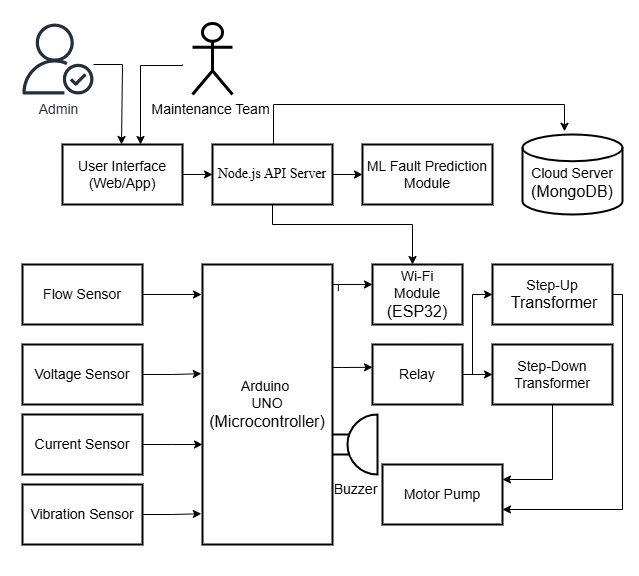 Admin
Maintenance Team
User Interface
(Web/App)
Node.js API Server
ML Fault Prediction
Module
Cloud Server
(MongoDB)
Flow Sensor
Voltage Sensor
Current Sensor
Vibration Sensor
Arduino
UNO
(Microcontroller)
Wi-Fi
Module
(ESP32)
Step-Up
Transformer
Relay
Step-Down
Transformer
Buzzer
Motor Pump